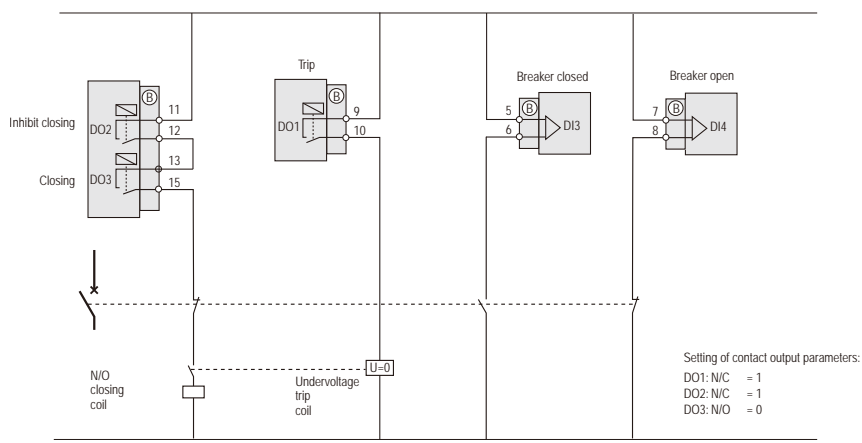 Trip
Breaker closed
Breaker open
B
B
B
B
11
9
5
7
Inhibit closing
DO2
12
DO1
10
6
DI3
8
DI4
13
Closing
DO3
15
N/O
closing
coil
Undervoltage
trip
coil
U=0
Setting of contact output parameters:
DO1: N/C = 1
DO2: N/C = 1
DO3: N/O = 0